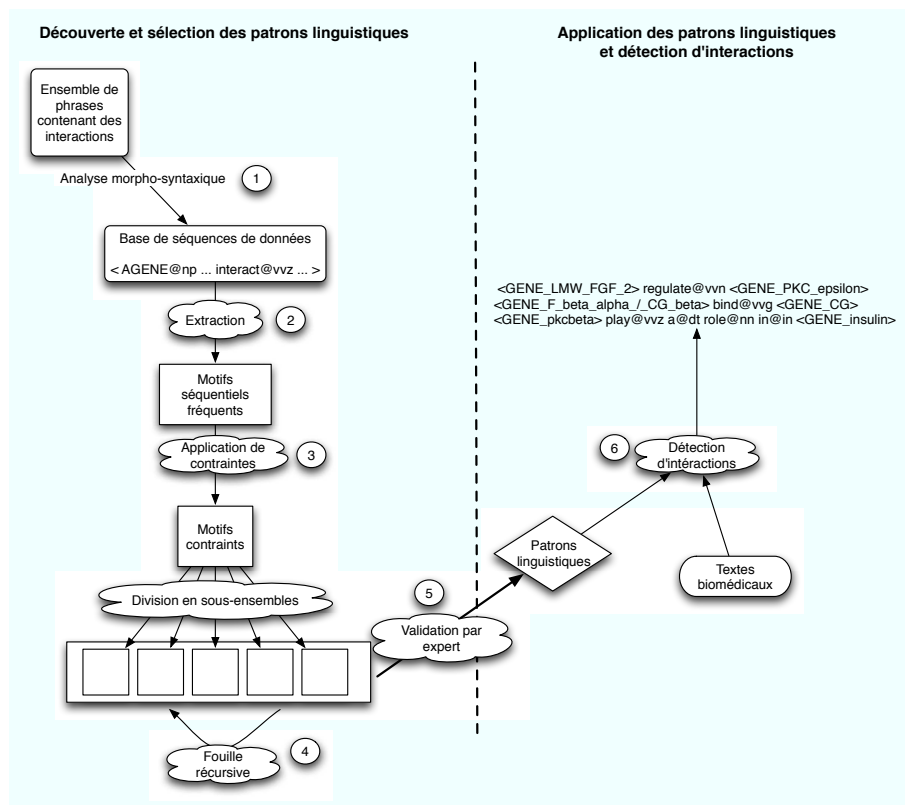 Découverte et sélection des patrons linguistiques
Application des patrons linguistiques
et détection d'interactions
Ensemble de
phrases
contenant des
interactions
Analyse morpho-syntaxique
1
Base de séquences de données
< AGENE@np ... interact@vvz ... >
Extraction
2
Motifs
séquentiels
fréquents
Application de
contraintes
3
Motifs
contraints
Division en sous-ensembles
Fouille
récursive
4
Validation par
expert
5
Patrons
linguistiques
Textes
biomédicaux
Détection
d'intéractions
6
<GENE_LMW_FGF_2> regulate@vvn <GENE_PKC_epsilon>
<GENE_F_beta_alpha_/_CG_beta> bind@vvg <GENE_CG>
<GENE_pkcbeta> play@vvz a@dt role@nn in@in <GENE_insulin>